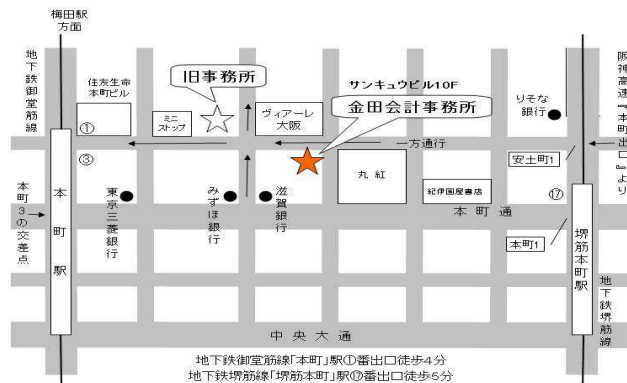 梅田駅
方面
地下鉄御堂筋線
住友生命
本町ビル
旧事務所
ミニ
ストップ
ヴィアーレ
大阪
サンキュウビル10F
金田会計事務所
りそな
銀行
阪神高速『本町出口』より
①
一方通行
安土町1
③
丸紅
紀伊国屋書店
⑰
本町3の交差点
本町駅
東京三菱銀行
みずほ銀行
滋賀銀行
本町通
本町1
堺筋本町駅
地下鉄堺筋線
中央大通
地下鉄御堂筋線「本町」駅①番出口徒歩4分
地下鉄堺筋線「堺筋本町」駅⑰番出口徒歩5分